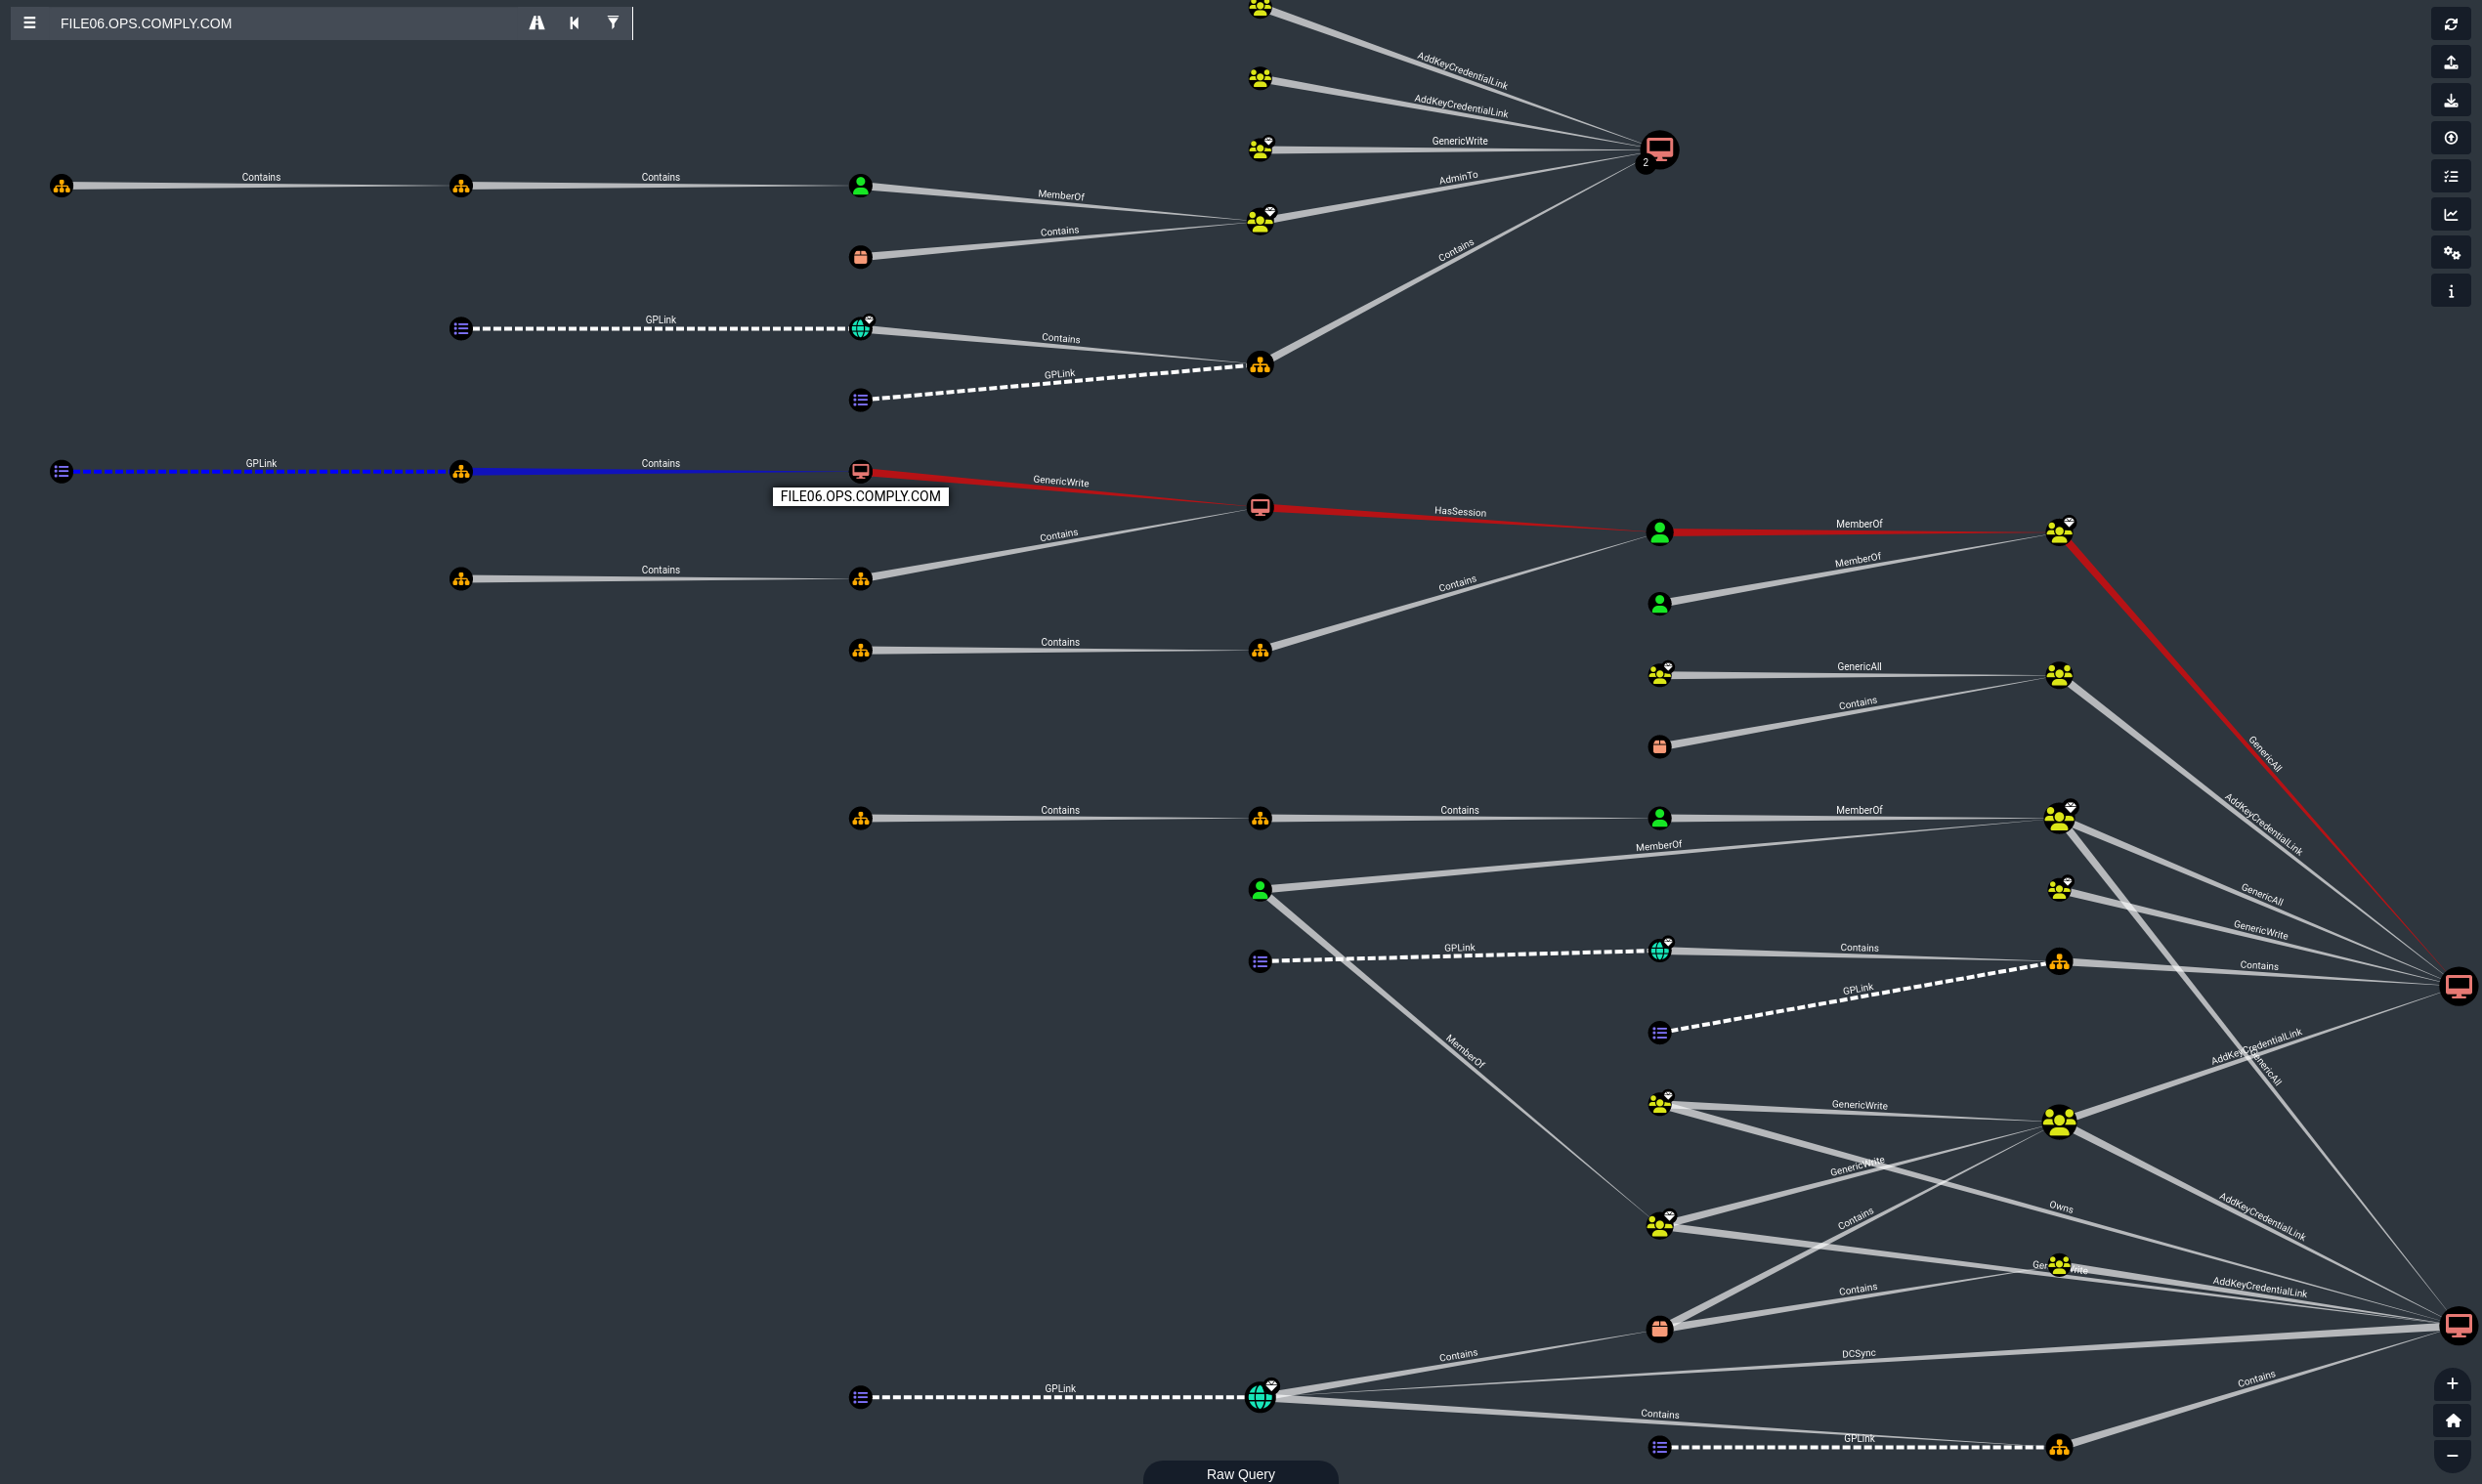 FILE06.OPS.COMPLY.COM
AddKeyCredentialLink
AddKeyCredentialLink
GenericWrite
2
AdminTo
Contains
Contains
MemberOf
Contains
Contains
GPLink
Contains
GPLink
GPLink
Contains
GenericWrite
FILE06.OPS.COMPLY.COM
HasSession
MemberOf
Contains
MemberOf
Contains
Contains
Contains
GenericAll
Contains
GenericAll
AddKeyCredentialLink
Contains
Contains
MemberOf
MemberOf
GenericAll
GenericWrite
GPLink
Contains
Contains
GPLink
MemberOf
AddKeyCredentialLink
GenericAll
GenericWrite
GenericWrite
Owns
Contains
AddKeyCredentialLink
GenericWrite
Contains
AddKeyCredentialLink
Contains
DCSync
GPLink
Contains
Contains
GPLink
Raw Query